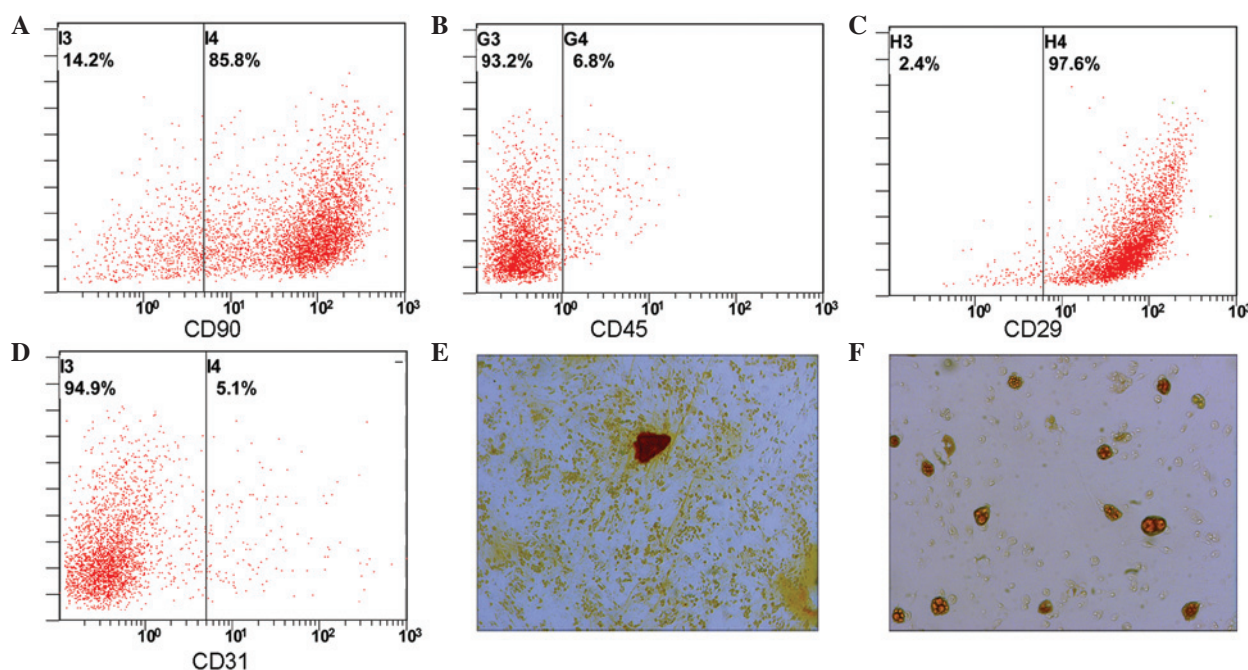 A
I3
14.2%
I4
85.8%
10⁰
10¹
10²
10³
CD90
B
G3
93.2%
G4
6.8%
10⁰
10¹
10²
10³
CD45
C
H3
2.4%
H4
97.6%
10⁰
10¹
10²
10³
CD29
D
I3
94.9%
I4
5.1%
10⁰
10¹
10²
10³
CD31
E
F